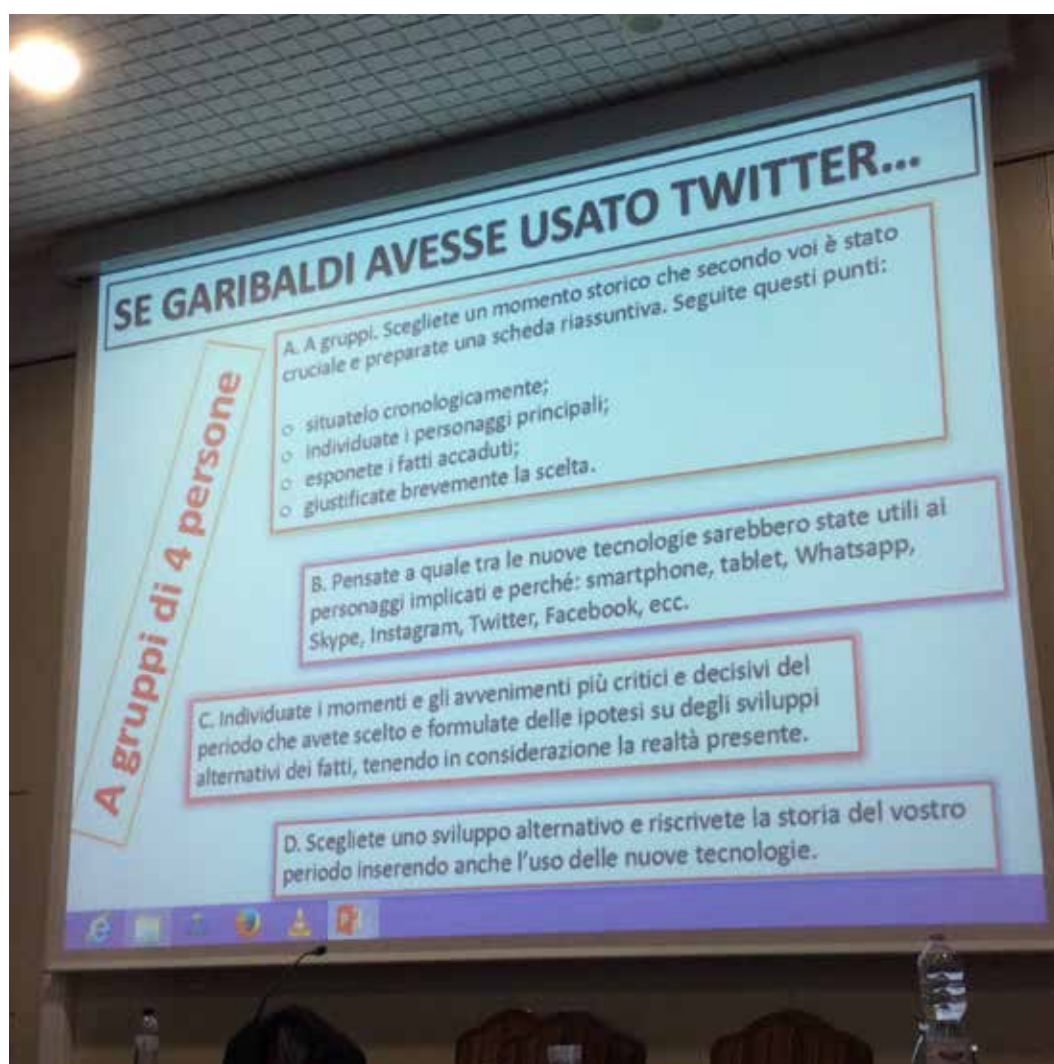 SE GARIBALDI AVESSE USATO TWITTER...
A gruppi di 4 persone
A. A gruppi. Scegliete un momento storico che secondo voi è stato
cruciale e preparate una scheda riassuntiva. Seguite questi punti:
o situatelo cronologicamente;
o individuate i personaggi principali;
o esponete i fatti accaduti;
o giustificate brevemente la scelta.
B. Pensate a quale tra le nuove tecnologie sarebbero state utili ai
personaggi implicati e perché: smartphone, tablet, Whatsapp,
Skype, Instagram, Twitter, Facebook, ecc.
C. Individuate i momenti e gli avvenimenti più critici e decisivi del
periodo che avete scelto e formulate delle ipotesi su degli sviluppi
alternativi dei fatti, tenendo in considerazione la realtà presente.
D. Scegliete uno sviluppo alternativo e riscrivete la storia del vostro
periodo inserendo anche l'uso delle nuove tecnologie.